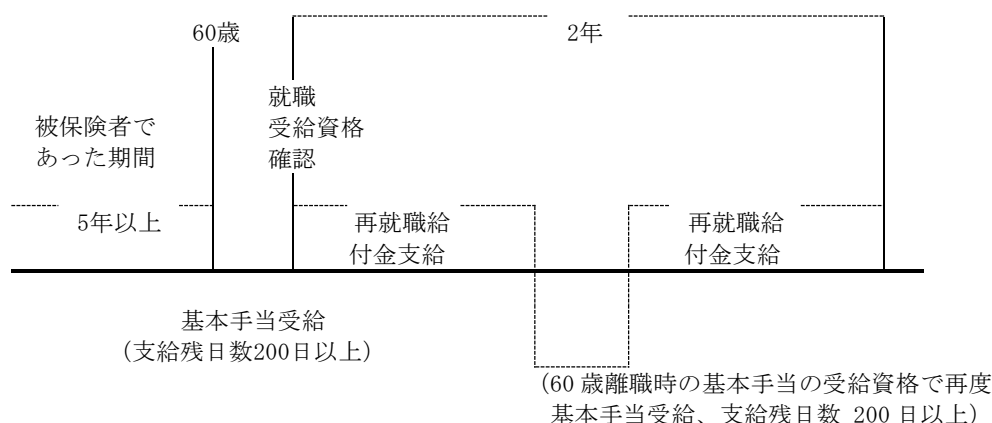 60歳
2年
就職
受給資格
確認
被保険者で
あった期間
5年以上
再就職給
付金支給
再就職給
付金支給
基本手当受給
（支給残日数200日以上）
（60 歳離職時の基本手当の受給資格で再度
基本手当受給、支給残日数 200 日以上）